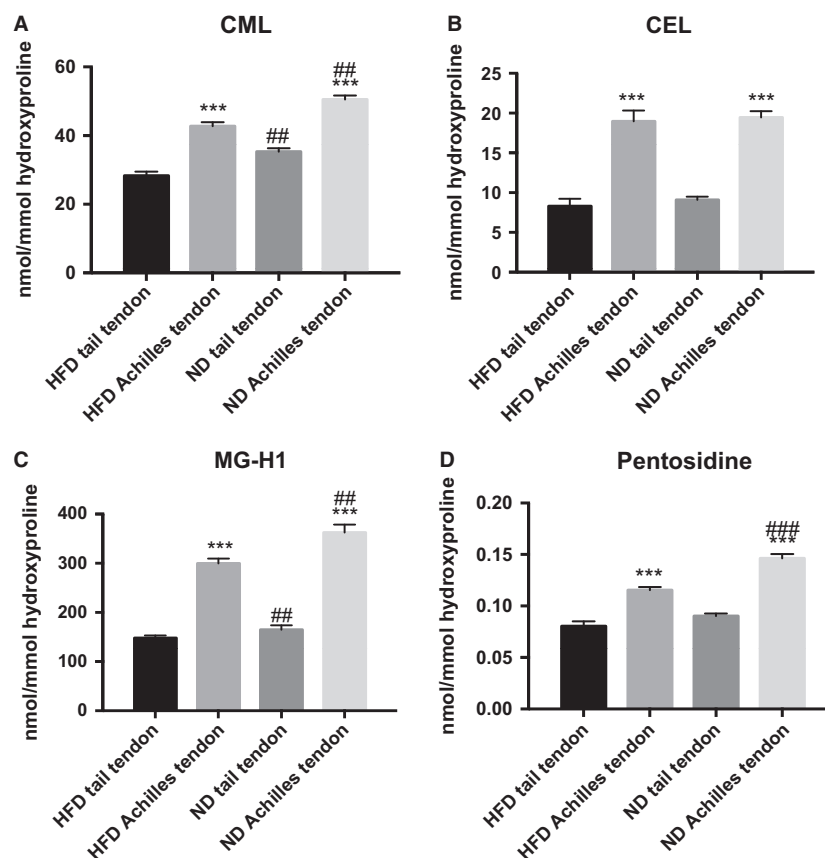 A
CML
nmol/mmol hydroxyproline
60
40
20
0
***
##
##
***
HFD tail tendon
HFD Achilles tendon
ND tail tendon
ND Achilles tendon
B
CEL
nmol/mmol hydroxyproline
25
20
15
10
5
0
***
***
HFD tail tendon
HFD Achilles tendon
ND tail tendon
ND Achilles tendon
C
MG-H1
nmol/mmol hydroxyproline
400
300
200
100
0
***
##
##
***
HFD tail tendon
HFD Achilles tendon
ND tail tendon
ND Achilles tendon
D
Pentosidine
nmol/mmol hydroxyproline
0.20
0.15
0.10
0.05
0.00
***
###
***
HFD tail tendon
HFD Achilles tendon
ND tail tendon
ND Achilles tendon